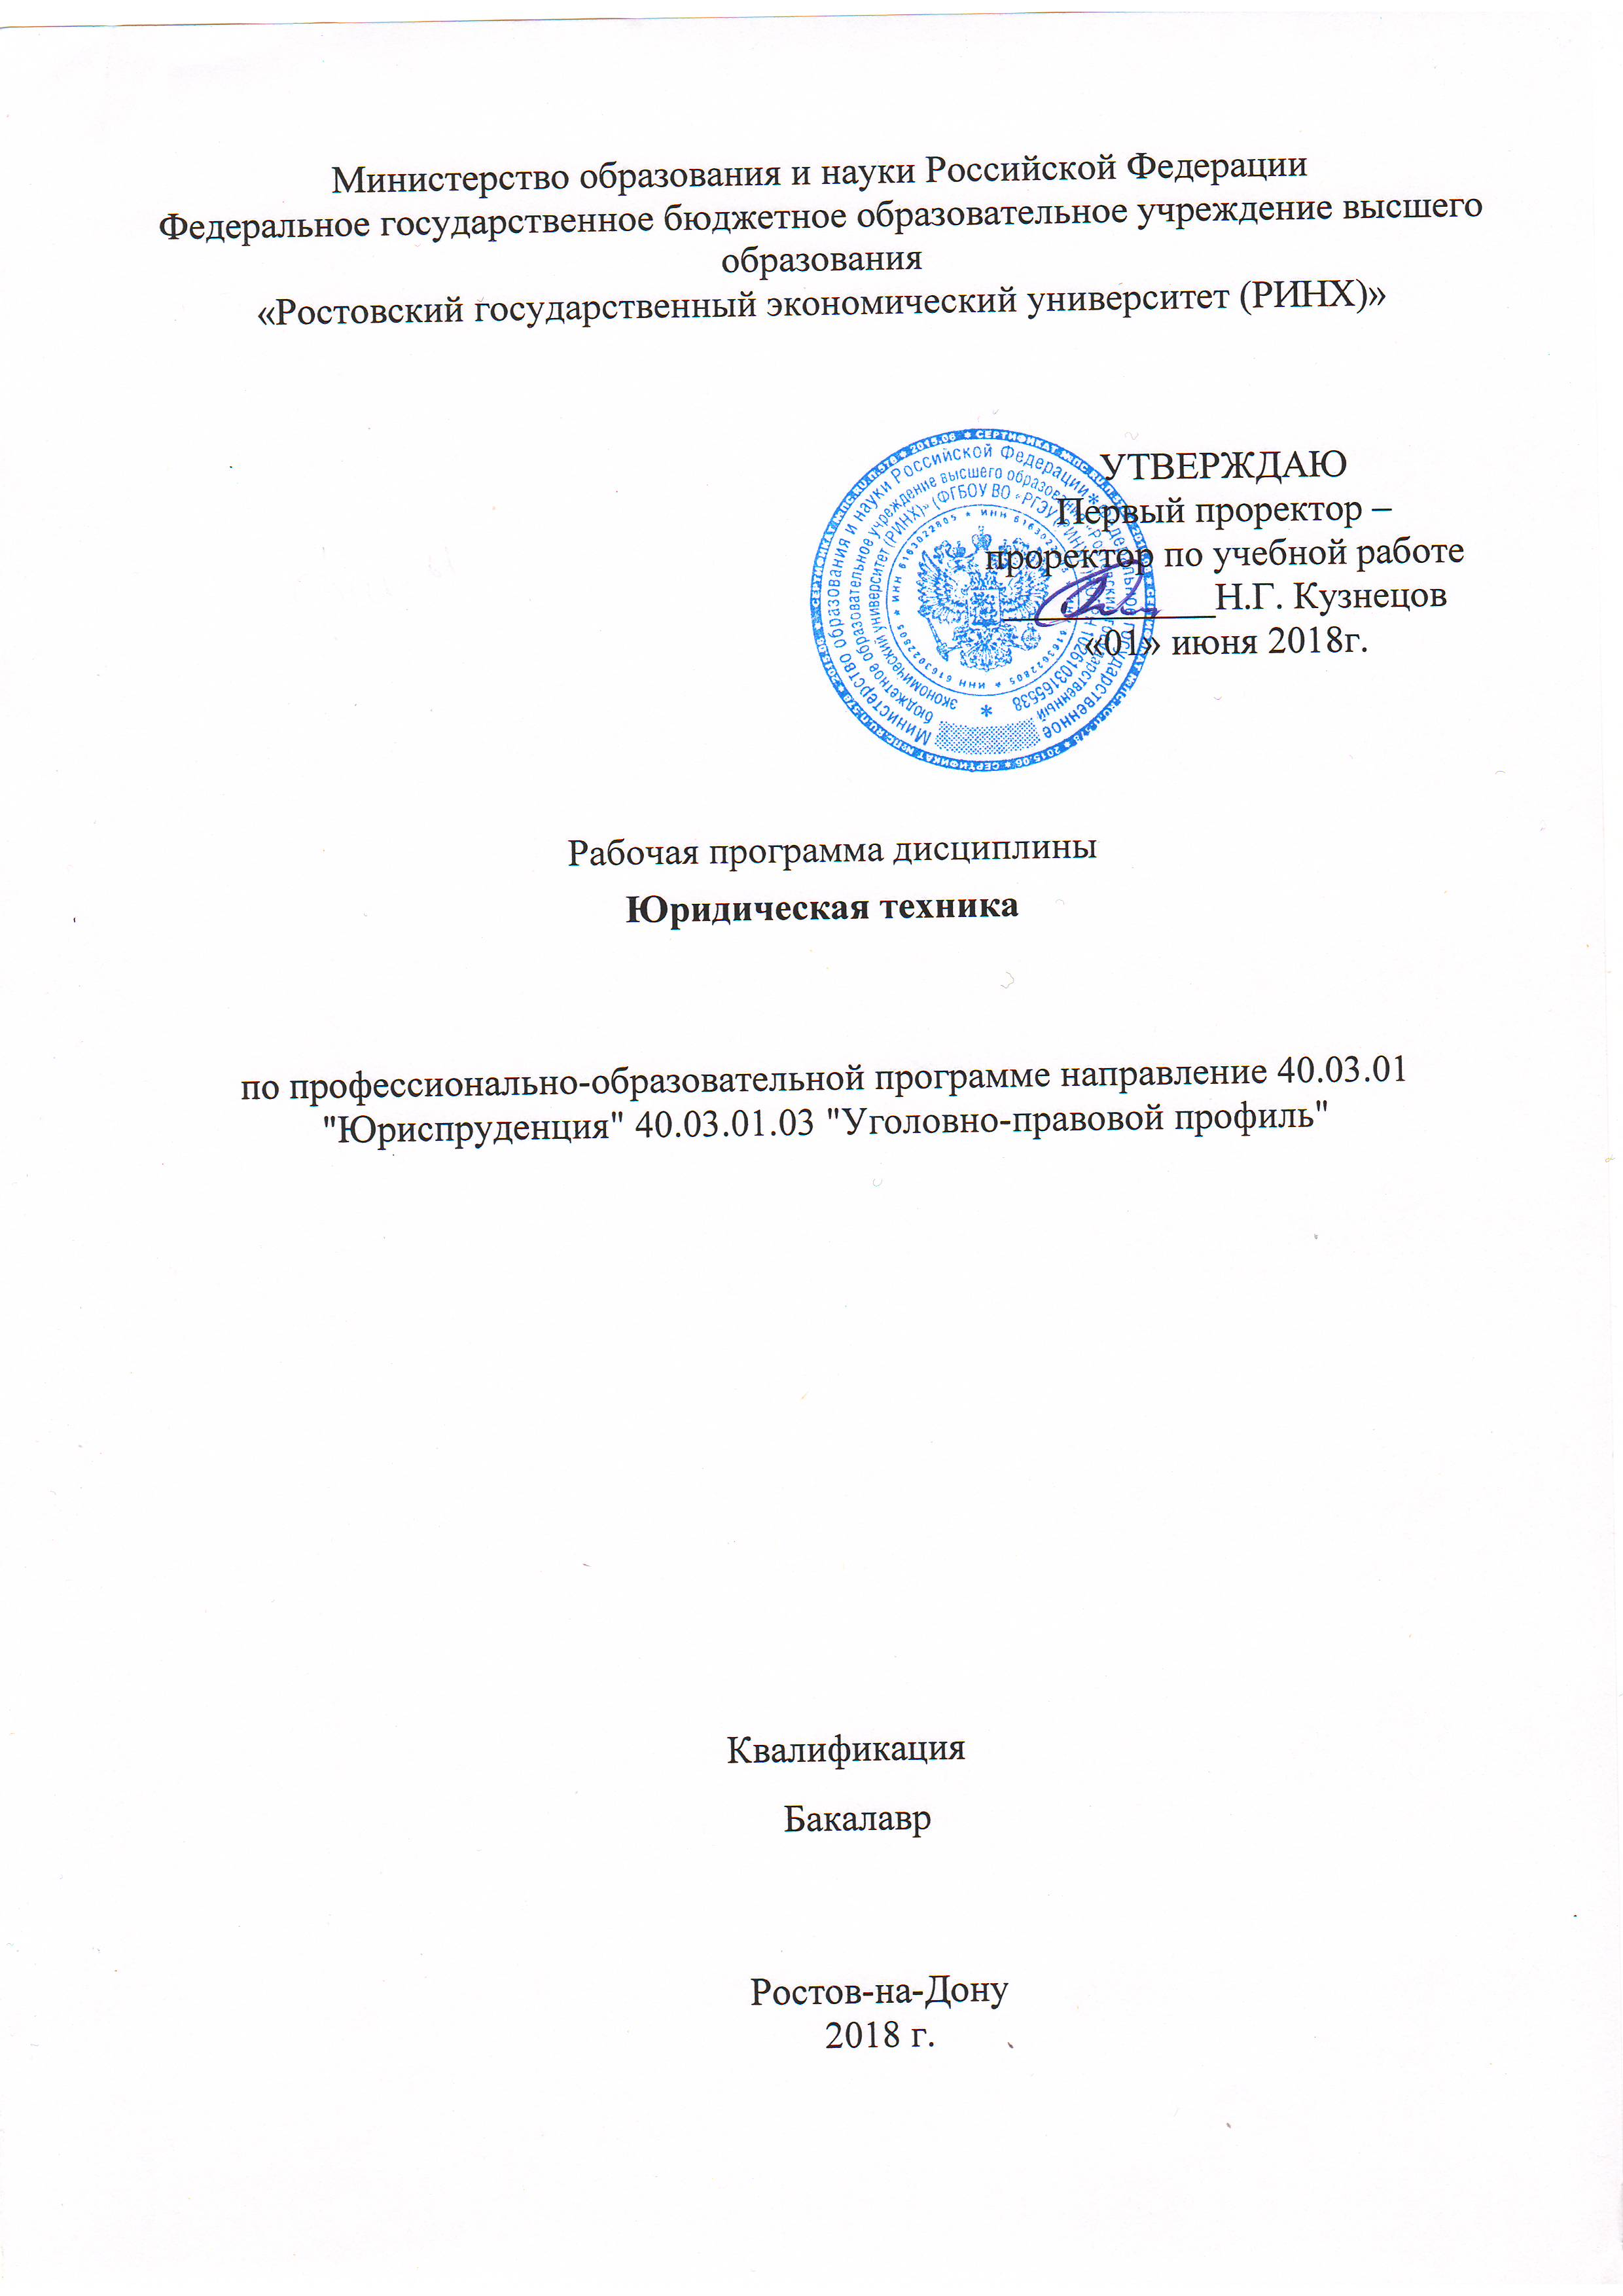 Министерство образования и науки Российской Федерации
Федеральное государственное бюджетное образовательное учреждение высшего
образования
«Ростовский государственный экономический университет (РИНХ)»
УТВЕРЖДАЮ
Первый проректор –
проректор по учебной работе
____________Н.Г. Кузнецов
«01» июня 2018г.
Рабочая программа дисциплины
Юридическая техника
по профессионально-образовательной программе направление 40.03.01
"Юриспруденция" 40.03.01.03 "Уголовно-правовой профиль"
Квалификация
Бакалавр
Ростов-на-Дону
2018 г.